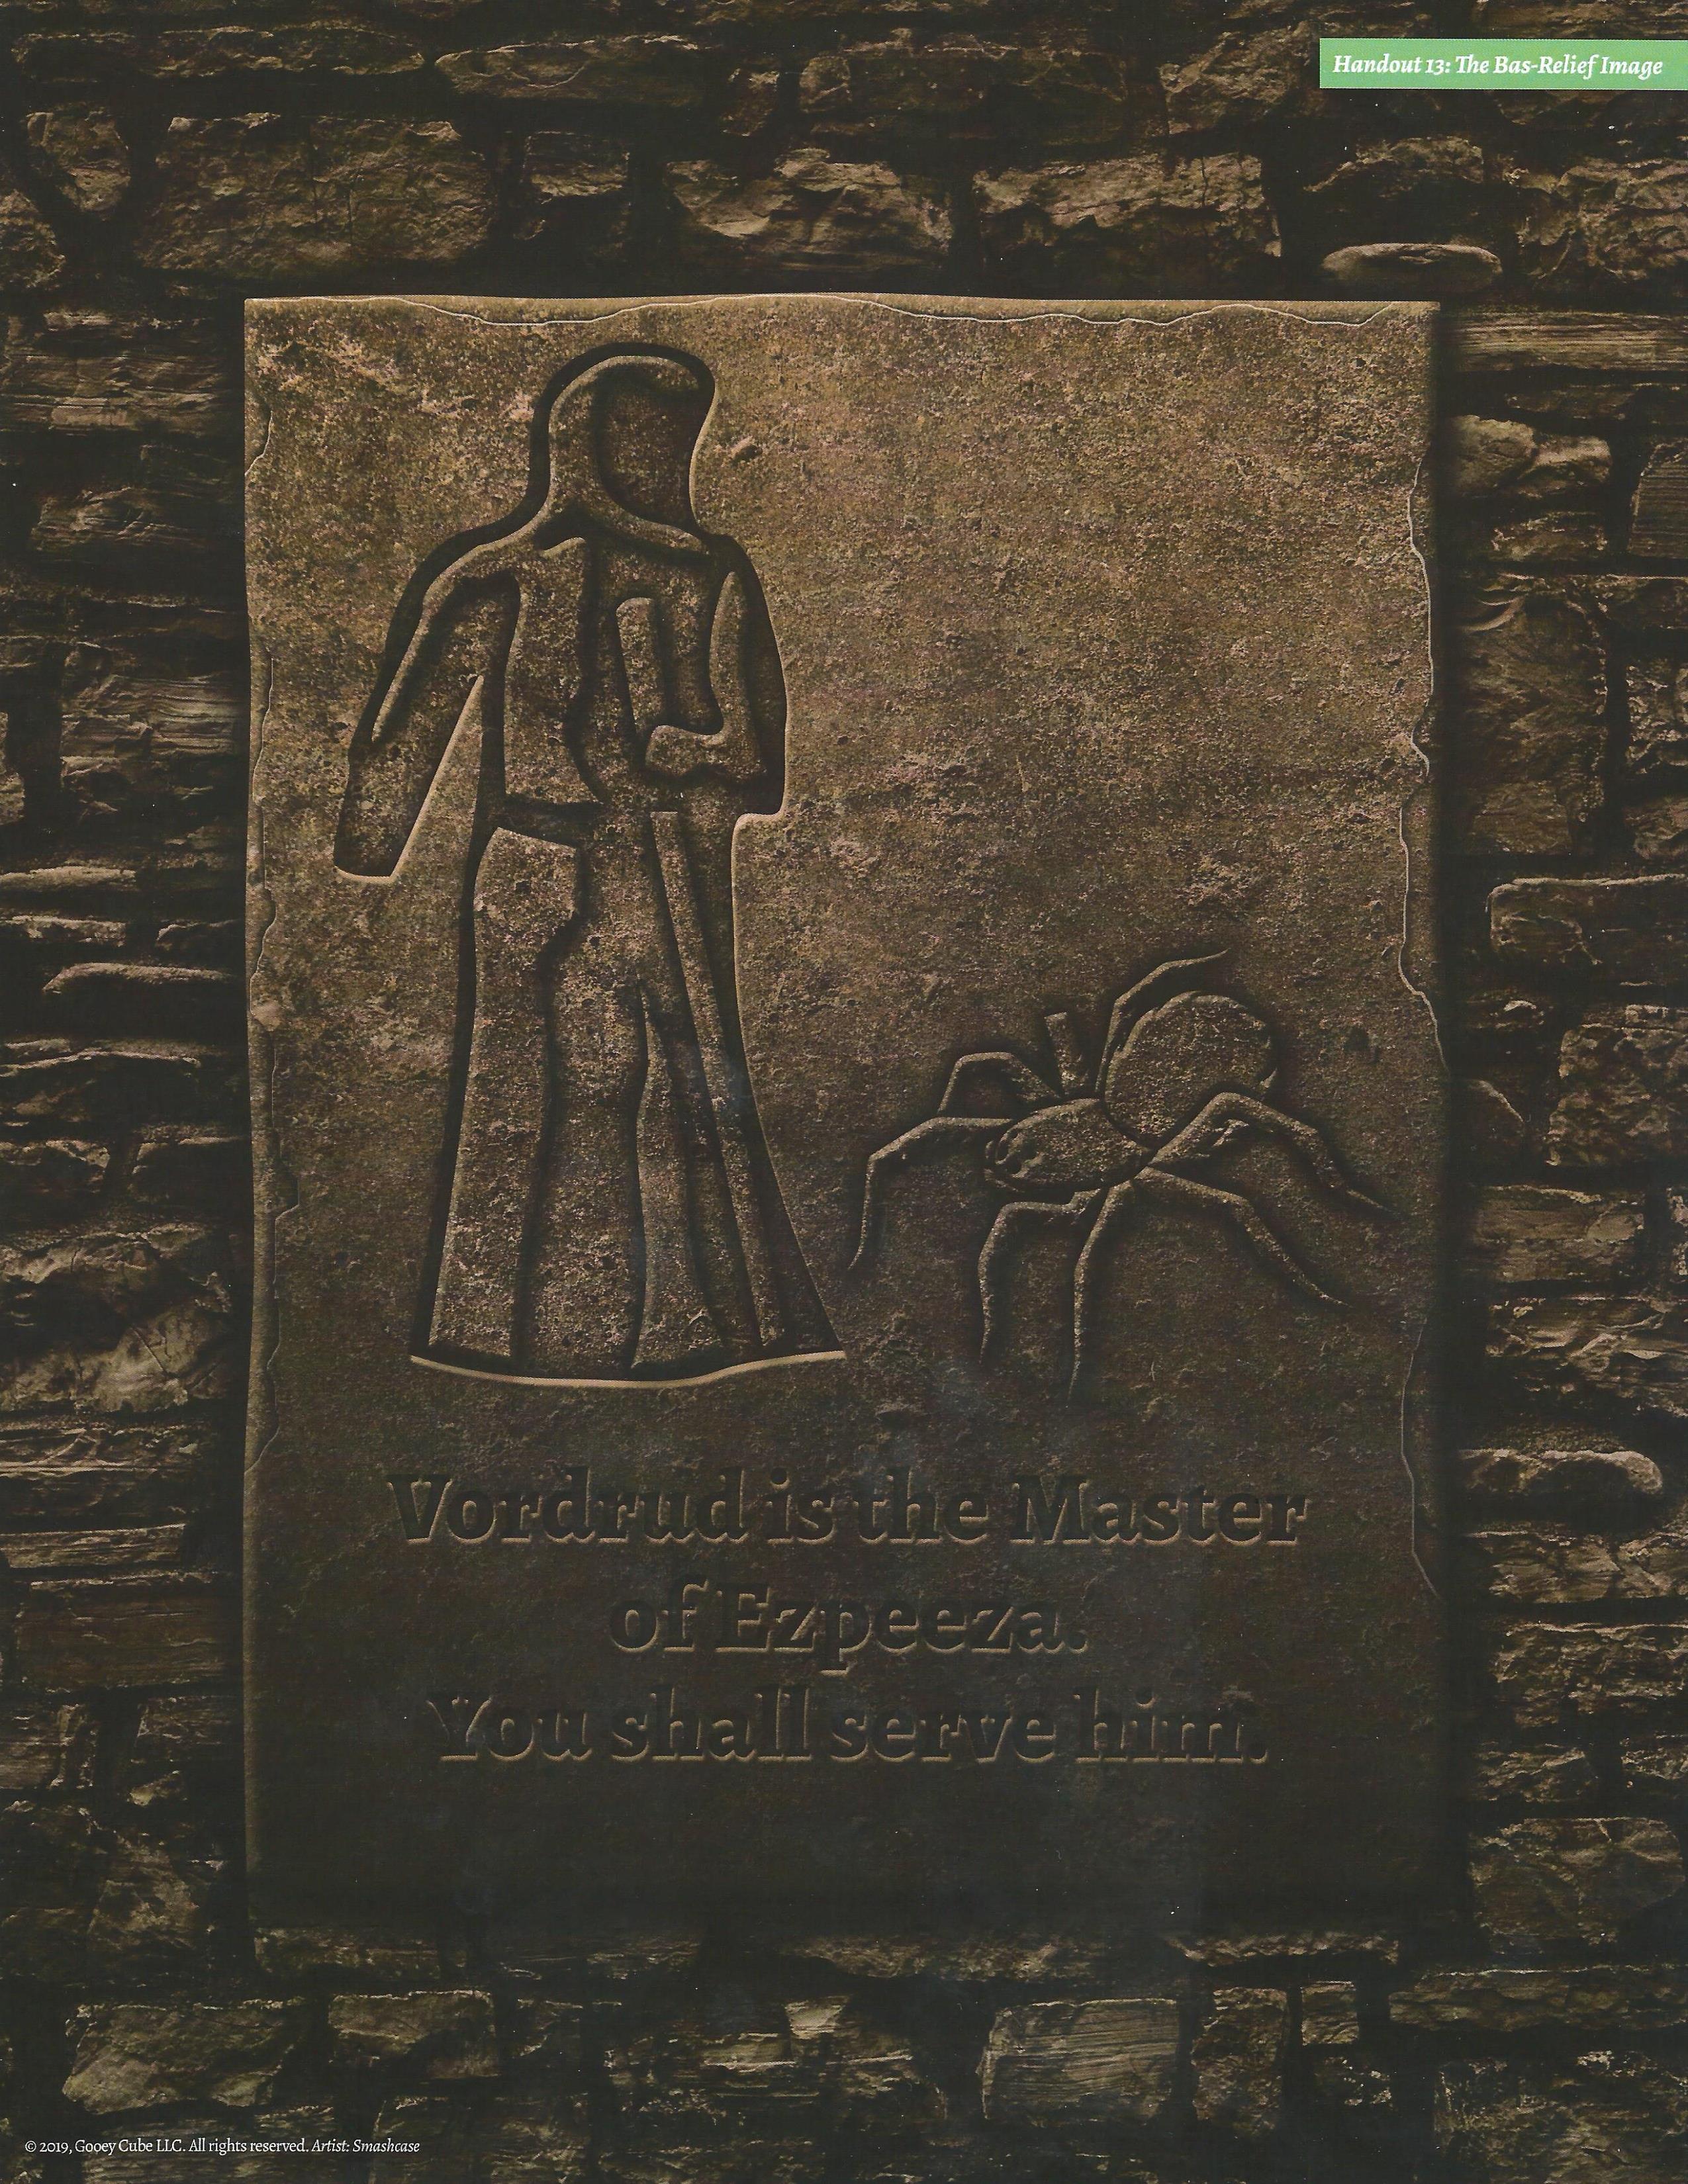 Handout 13: The Bas-Relief Image
Vordrud is the Master
of Ezpeeza.
You shall serve him.
© 2019, Gooey Cube LLC. All rights reserved. Artist: Smashcase